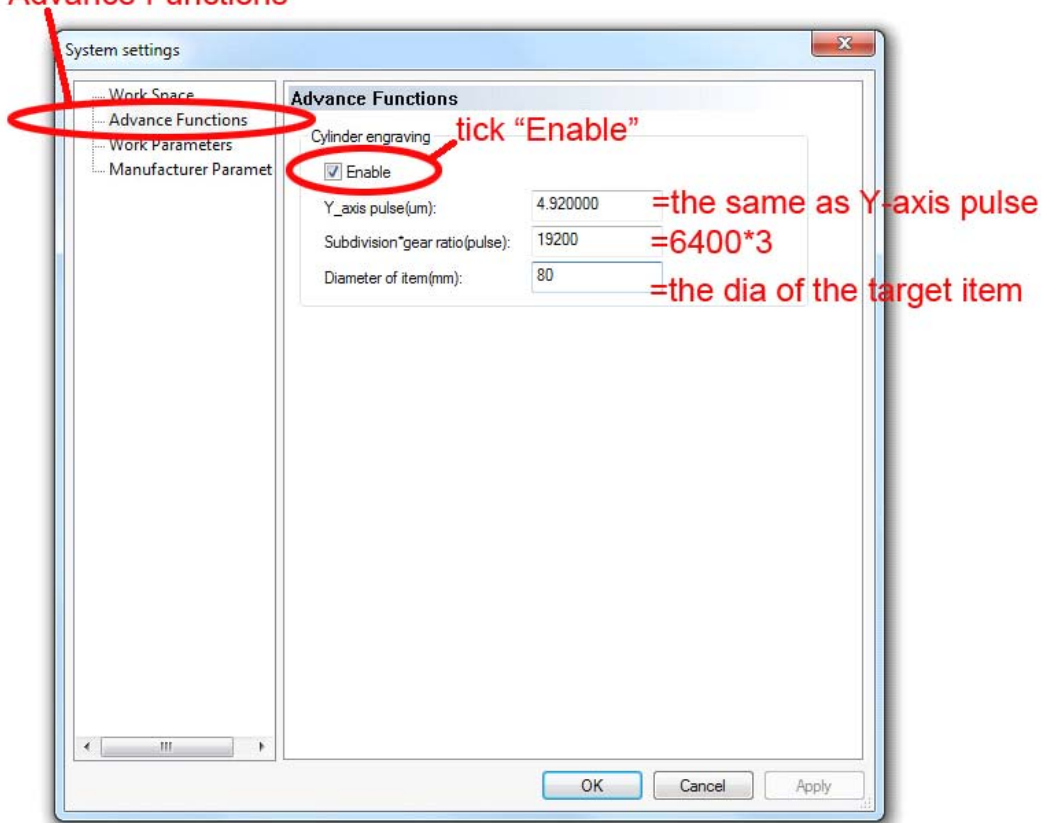 Advance Functions
System settings
Work Space
Advance Functions
Work Parameters
Manufacturer Paramet
Advance Functions
Cylinder engraving
tick “Enable”
Enable
Y_axis pulse(um): 4.920000 =the same as Y-axis pulse
Subdivision*gear ratio(pulse): 19200 =6400*3
Diameter of item(mm): 80 =the dia of the target item
OK Cancel Apply